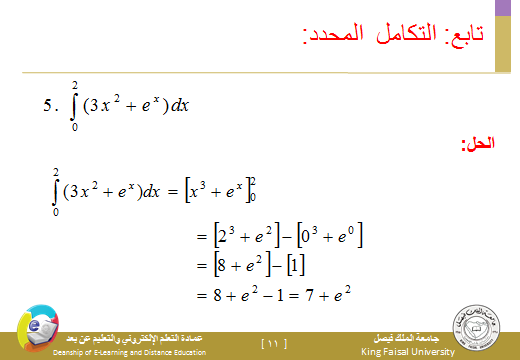 تابع: التكامل المحدد:
5. ∫₀² (3x² + eˣ)dx
الحل:
∫₀² (3x² + eˣ)dx = [x³ + eˣ]₀²
= [2³ + e²] − [0³ + e⁰]
= [8 + e²] − [1]
= 8 + e² − 1 = 7 + e²
عمادة التعلم الإلكتروني والتعليم عن بعد
Deanship of E-Learning and Distance Education
[ ١١ ]
جامعة الملك فيصل
King Faisal University